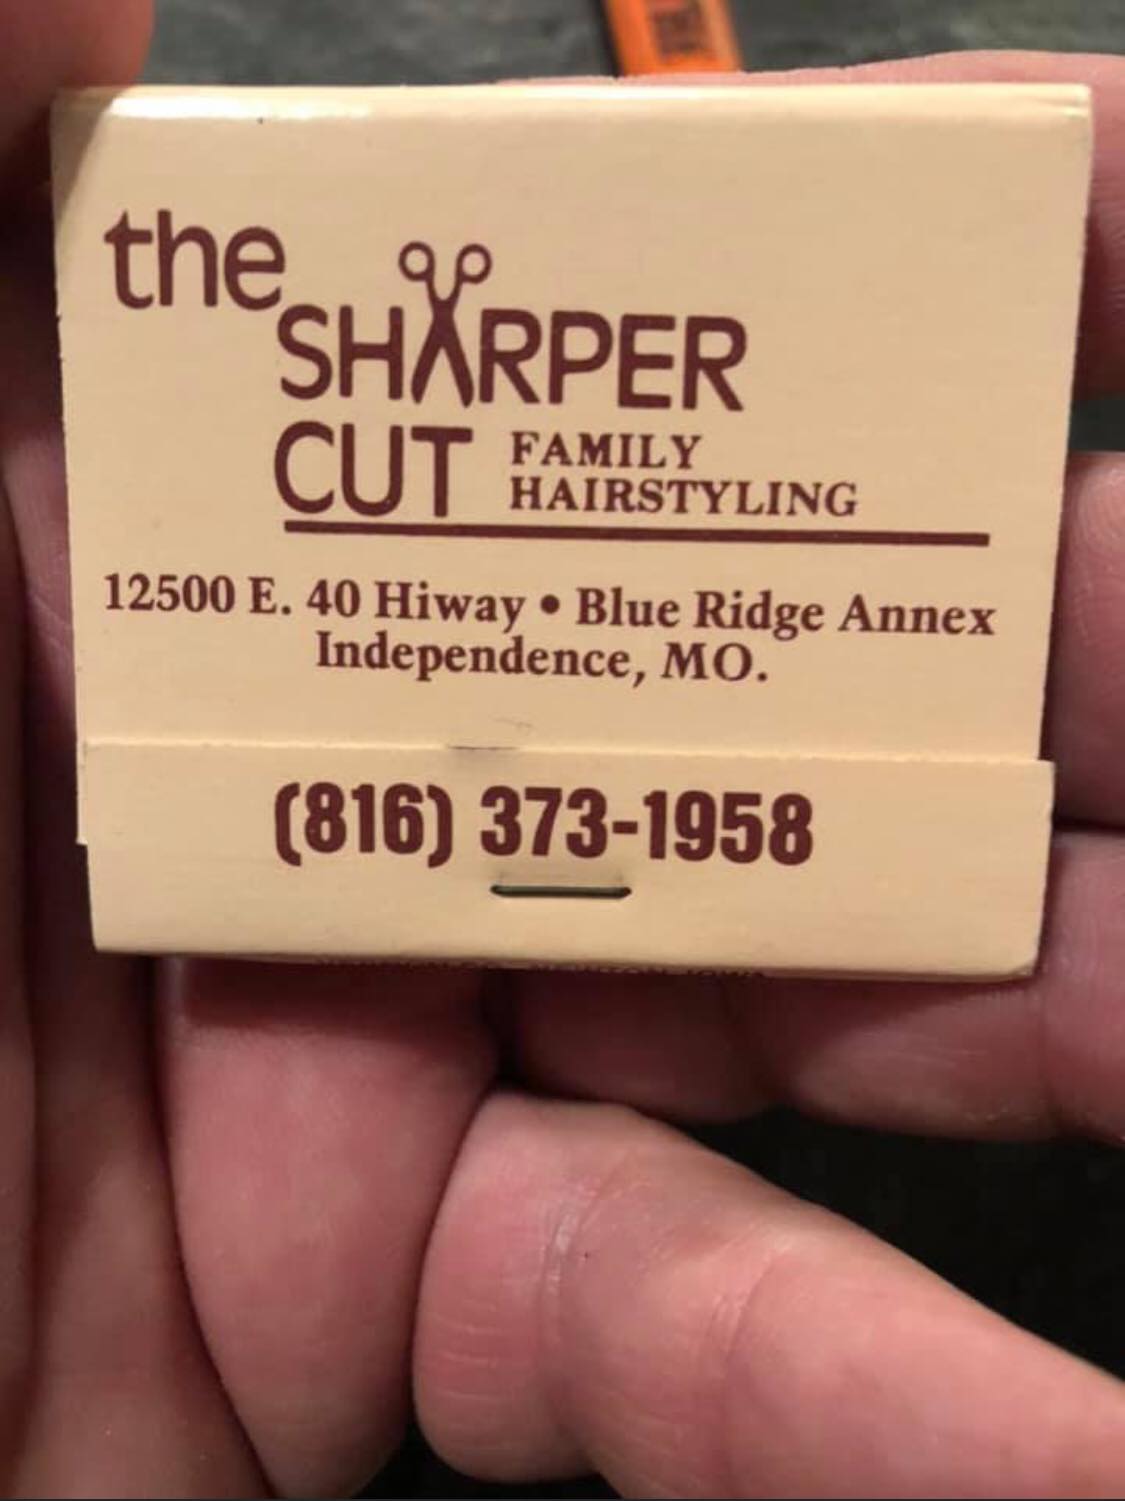 the
SHARPER
CUT FAMILY
HAIRSTYLING
12500 E. 40 Hiway • Blue Ridge Annex
Independence, MO.
(816) 373-1958